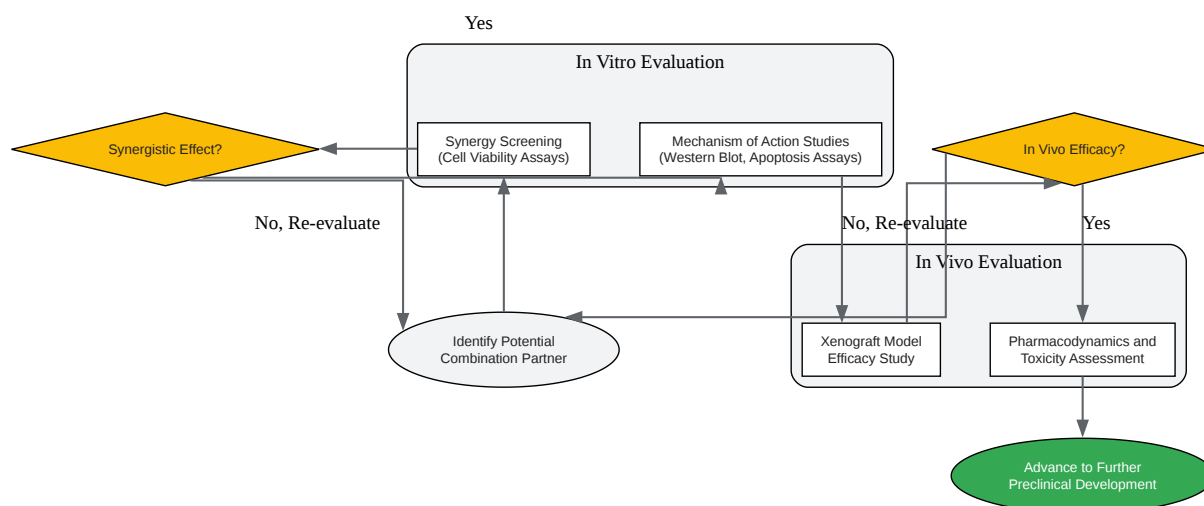 Yes
In Vitro Evaluation
Synergistic Effect?
Synergy Screening
(Cell Viability Assays)
Mechanism of Action Studies
(Western Blot, Apoptosis Assays)
In Vivo Efficacy?
No, Re-evaluate
No, Re-evaluate
Yes
In Vivo Evaluation
Identify Potential
Combination Partner
Xenograft Model
Efficacy Study
Pharmacodynamics and
Toxicity Assessment
Advance to Further
Preclinical Development